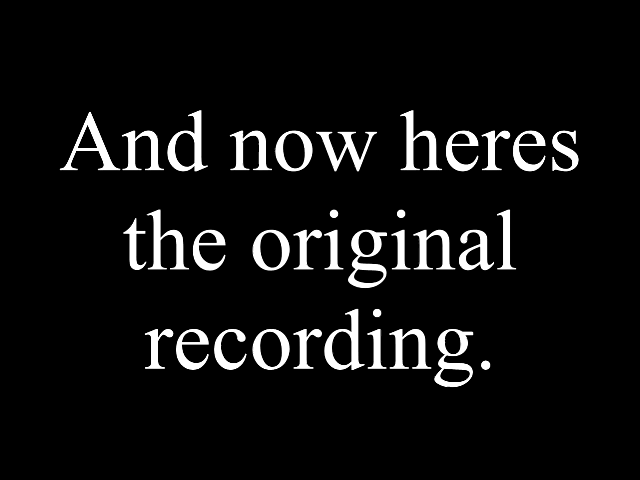 And now heres
the original
recording.